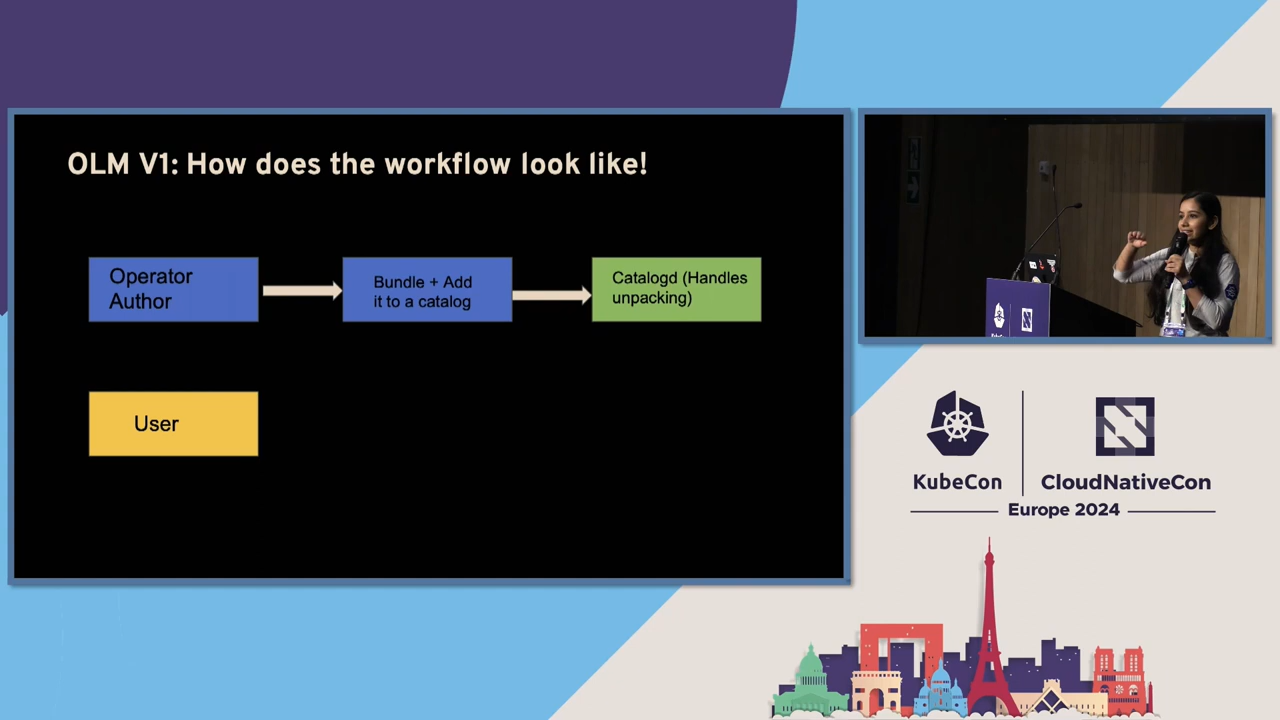 OLM V1: How does the workflow look like!
Operator
Author
Bundle + Add
it to a catalog
Catalogd (Handles
unpacking)
User
KubeCon
CloudNativeCon
Europe 2024